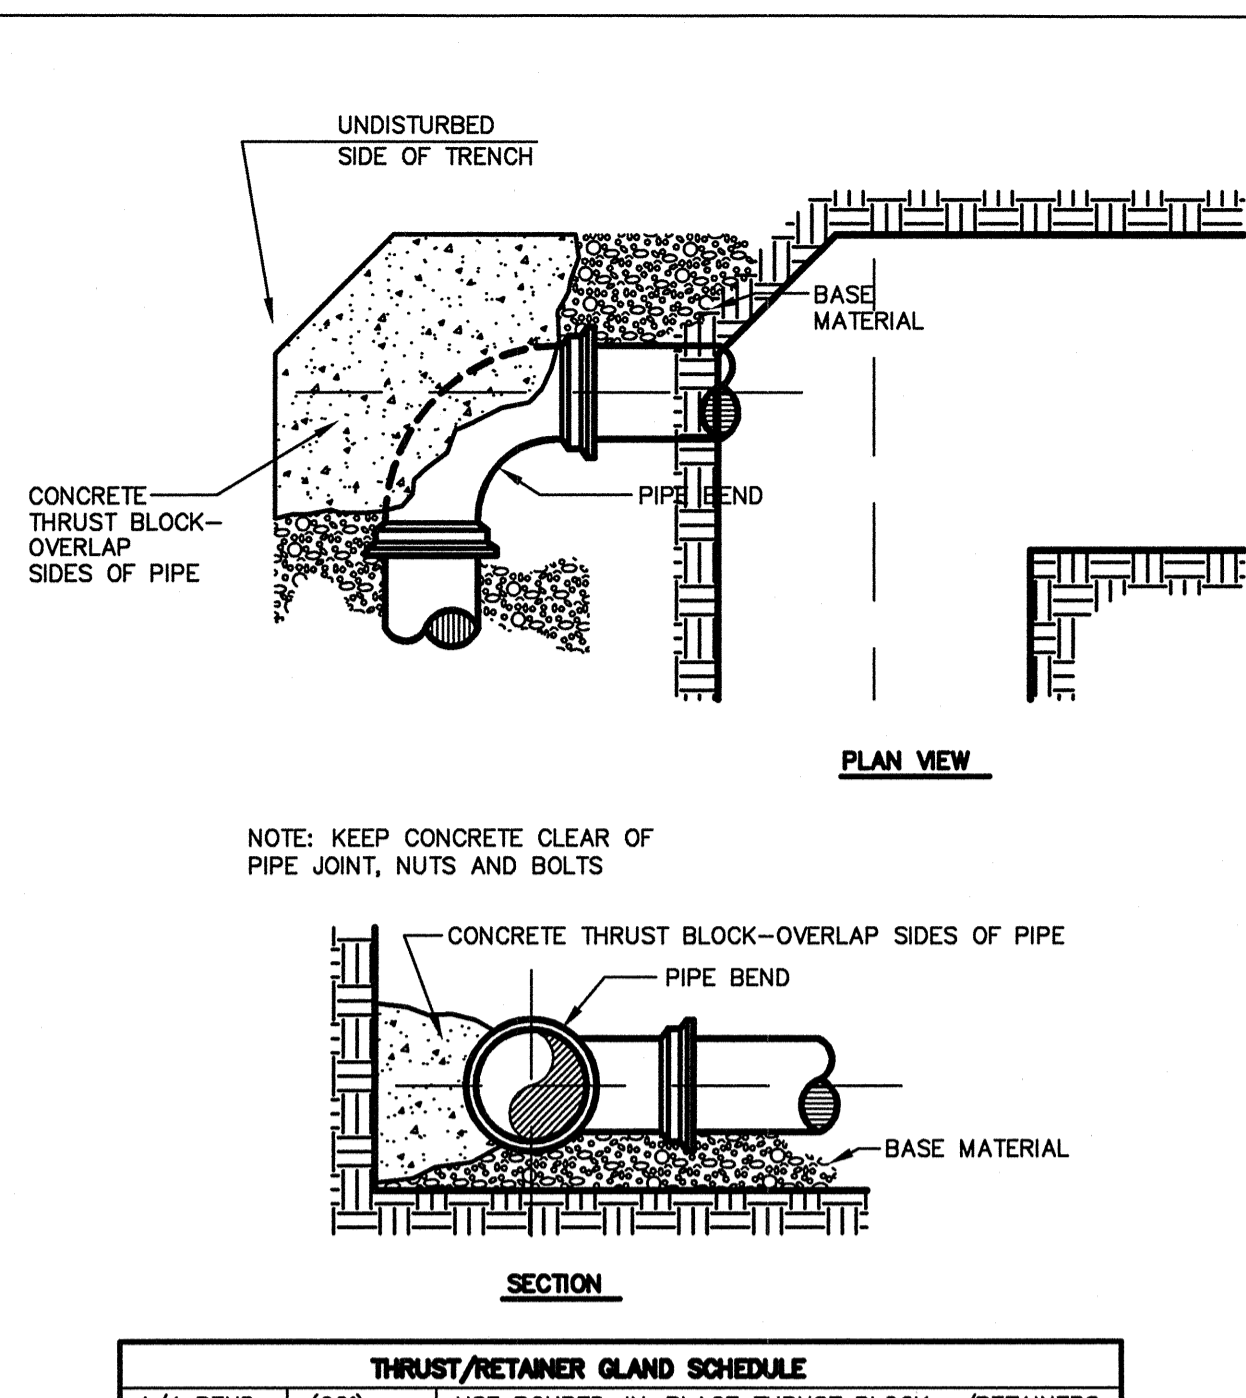 UNDISTURBED
SIDE OF TRENCH
BASE
MATERIAL
CONCRETE
THRUST BLOCK-
OVERLAP
SIDES OF PIPE
PIPE BEND
PLAN VIEW
NOTE: KEEP CONCRETE CLEAR OF
PIPE JOINT, NUTS AND BOLTS
CONCRETE THRUST BLOCK-OVERLAP SIDES OF PIPE
PIPE BEND
BASE MATERIAL
SECTION
THRUST/RETAINER GLAND SCHEDULE